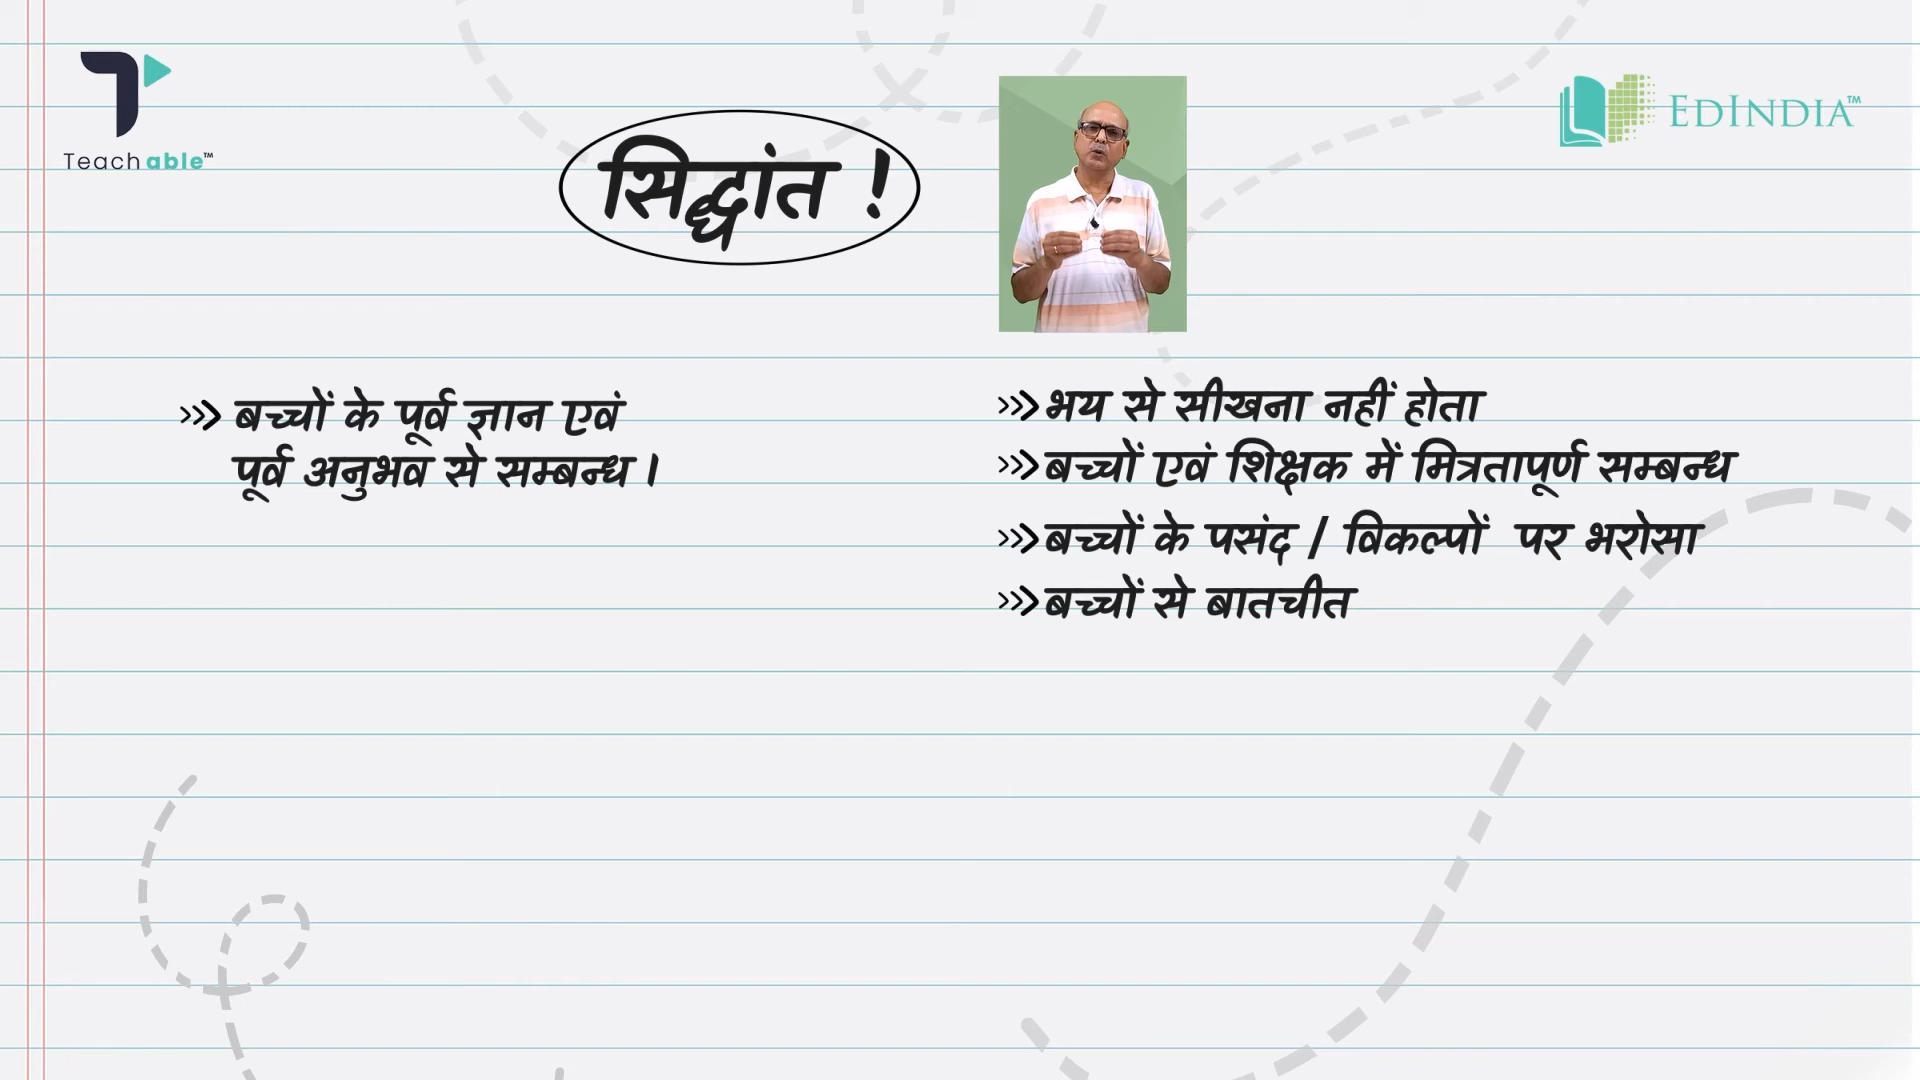 Teachable™
EDINDIA™
सिद्धांत !
बच्चों के पूर्व ज्ञान एवं
पूर्व अनुभव से सम्बन्ध।
भय से सीखना नहीं होता
बच्चों एवं शिक्षक में मित्रतापूर्ण सम्बन्ध
बच्चों के पसंद / विकल्पों पर भरोसा
बच्चों से बातचीत